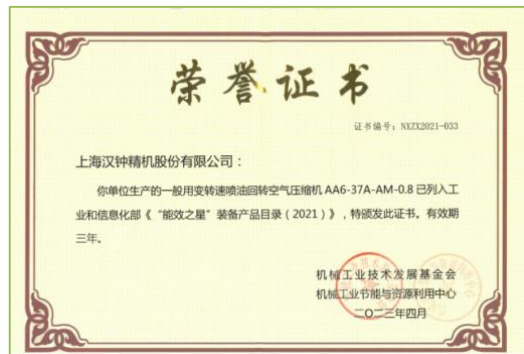 荣誉证书
证书编号：NXZX2021-033
上海汉钟精机股份有限公司：
你单位生产的一般用变转速喷油回转空气压缩机 AA6-37A-AM-0.8 已列入工
业和信息化部《“能效之星”装备产品目录（2021）》，特颁发此证书。有效期
三年。
机械工业技术发展基金会
机械工业节能与资源利用中心
二〇二三年四月